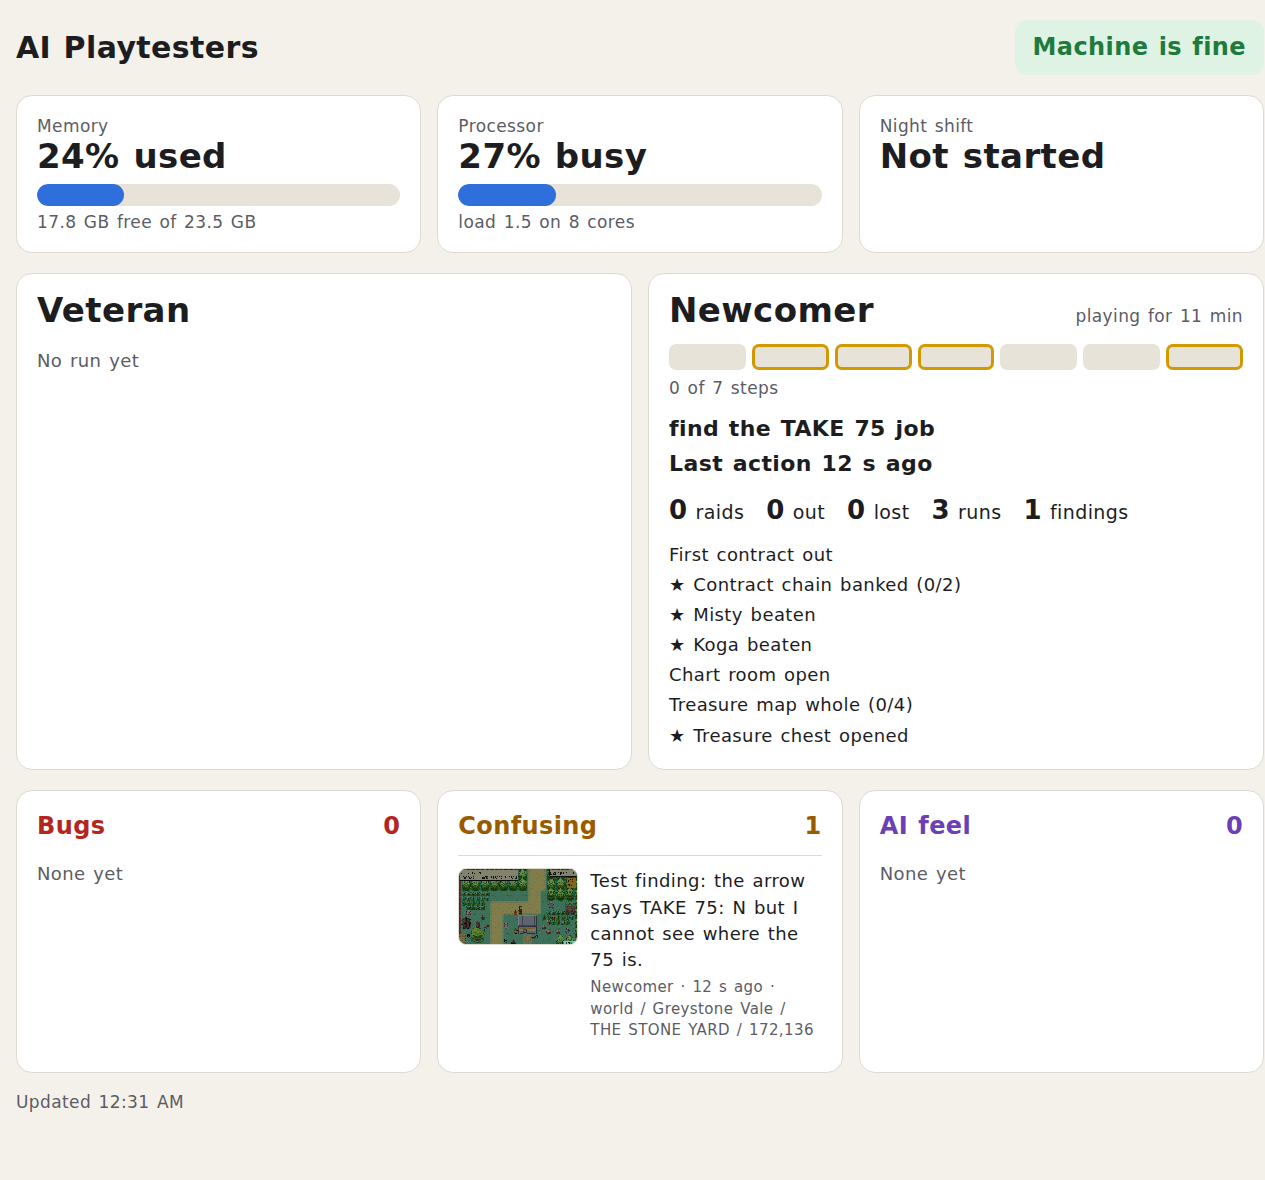 AI Playtesters
Machine is fine
Memory
24% used
17.8 GB free of 23.5 GB
Processor
27% busy
load 1.5 on 8 cores
Night shift
Not started
Veteran
No run yet
Newcomer
playing for 11 min
0 of 7 steps
find the TAKE 75 job
Last action 12 s ago
0 raids 0 out 0 lost 3 runs 1 findings
First contract out
★ Contract chain banked (0/2)
★ Misty beaten
★ Koga beaten
Chart room open
Treasure map whole (0/4)
★ Treasure chest opened
Bugs 0
None yet
Confusing 1
Test finding: the arrow
says TAKE 75: N but I
cannot see where the
75 is.
Newcomer · 12 s ago ·
world / Greystone Vale /
THE STONE YARD / 172,136
AI feel 0
None yet
Updated 12:31 AM